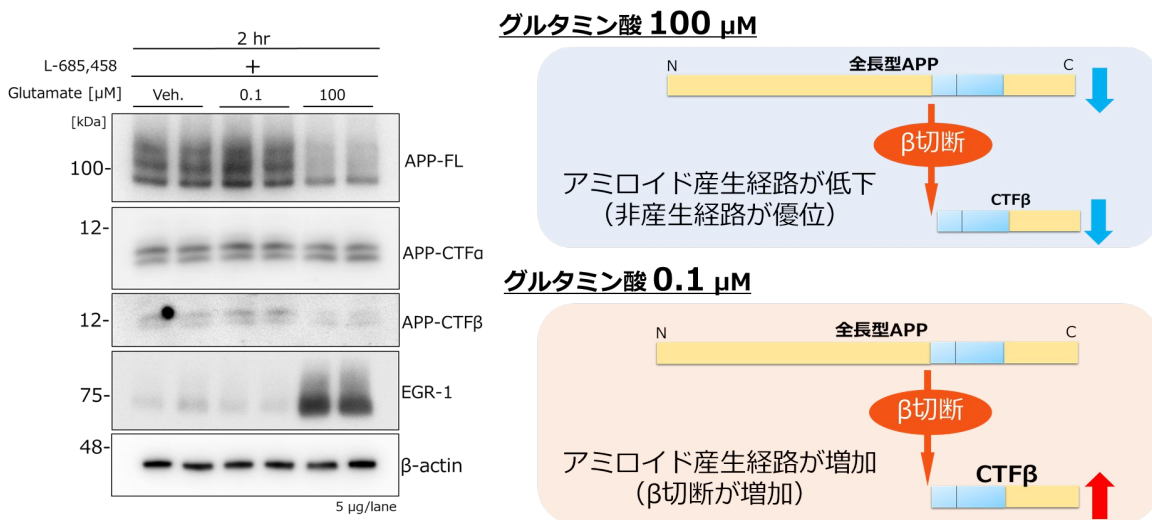 2 hr
L-685,458 +
Glutamate [μM] Veh. 0.1 100
[kDa]
100- APP-FL
12- APP-CTFα
12- APP-CTFβ
75- EGR-1
48- β-actin
5 μg/lane
グルタミン酸 100 μM
N 全長型APP C
β切断
アミロイド産生経路が低下
(非産生経路が優位)
CTFβ
グルタミン酸 0.1 μM
N 全長型APP C
β切断
アミロイド産生経路が増加
(β切断が増加)
CTFβ